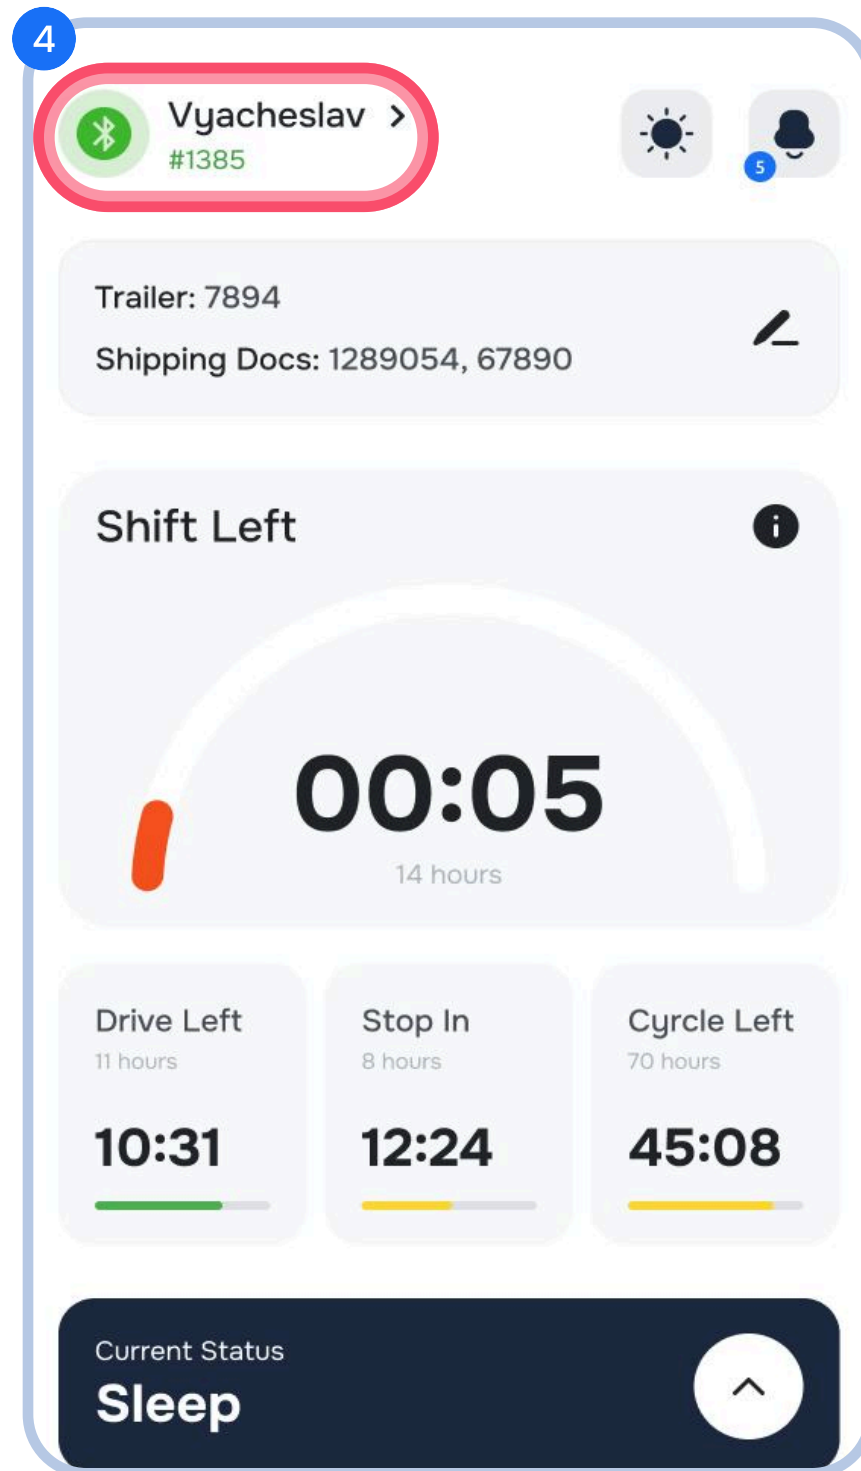 4
Vyacheslav
#1385
5
Trailer: 7894
Shipping Docs: 1289054, 67890
Shift Left
i
00:05
14 hours
Drive Left
11 hours
10:31
Stop In
8 hours
12:24
Cyrcle Left
70 hours
45:08
Current Status
Sleep